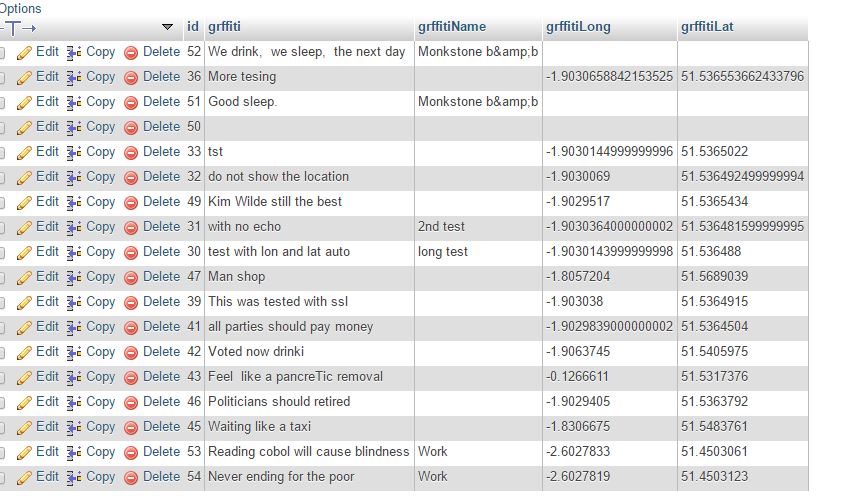 Options
id grffiti grffitiName grffitiLong grffitiLat
Edit Copy Delete 52 We drink, we sleep, the next day Monkstone b&amp;b
Edit Copy Delete 36 More tesing -1.9030658842153525 51.536553662433796
Edit Copy Delete 51 Good sleep. Monkstone b&amp;b
Edit Copy Delete 50
Edit Copy Delete 33 tst -1.9030144999999996 51.5365022
Edit Copy Delete 32 do not show the location -1.9030069 51.536492499999994
Edit Copy Delete 49 Kim Wilde still the best -1.9029517 51.5365434
Edit Copy Delete 31 with no echo 2nd test -1.9030364000000002 51.536481599999995
Edit Copy Delete 30 test with lon and lat auto long test -1.9030143999999998 51.536488
Edit Copy Delete 47 Man shop -1.8057204 51.5689039
Edit Copy Delete 39 This was tested with ssl -1.903038 51.5364915
Edit Copy Delete 41 all parties should pay money -1.9029839000000002 51.5364504
Edit Copy Delete 42 Voted now drinki -1.9063745 51.5405975
Edit Copy Delete 43 Feel like a pancreTic removal -0.1266611 51.5317376
Edit Copy Delete 46 Politicians should retired -1.9029405 51.5363792
Edit Copy Delete 45 Waiting like a taxi -1.8306675 51.5483761
Edit Copy Delete 53 Reading cobol will cause blindness Work -2.6027833 51.4503061
Edit Copy Delete 54 Never ending for the poor Work -2.6027819 51.4503123